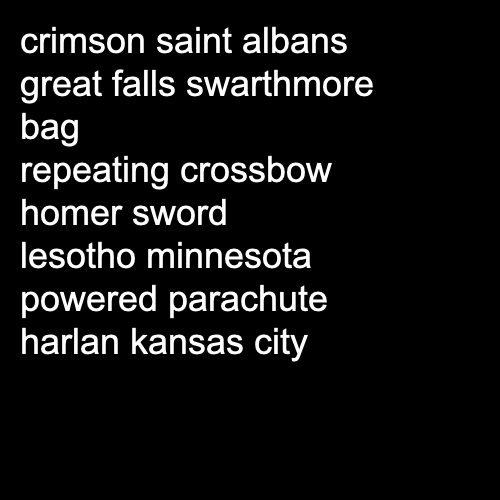 crimson saint albans
great falls swarthmore
bag
repeating crossbow
homer sword
lesotho minnesota
powered parachute
harlan kansas city